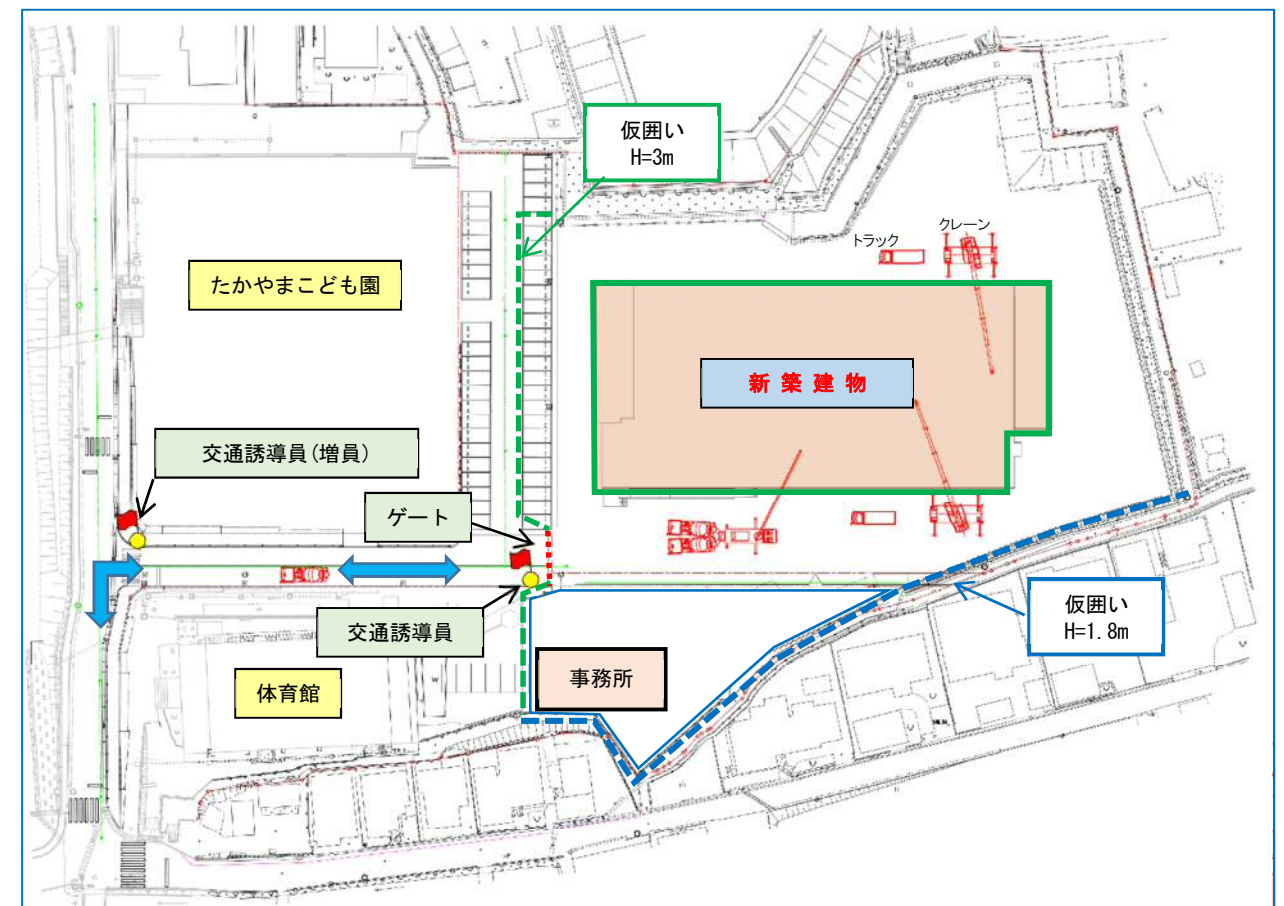 仮囲い
H=3m
トラック
クレーン
たかやまこども園
新築建物
交通誘導員(増員)
ゲート
交通誘導員
仮囲い
H=1.8m
事務所
体育館